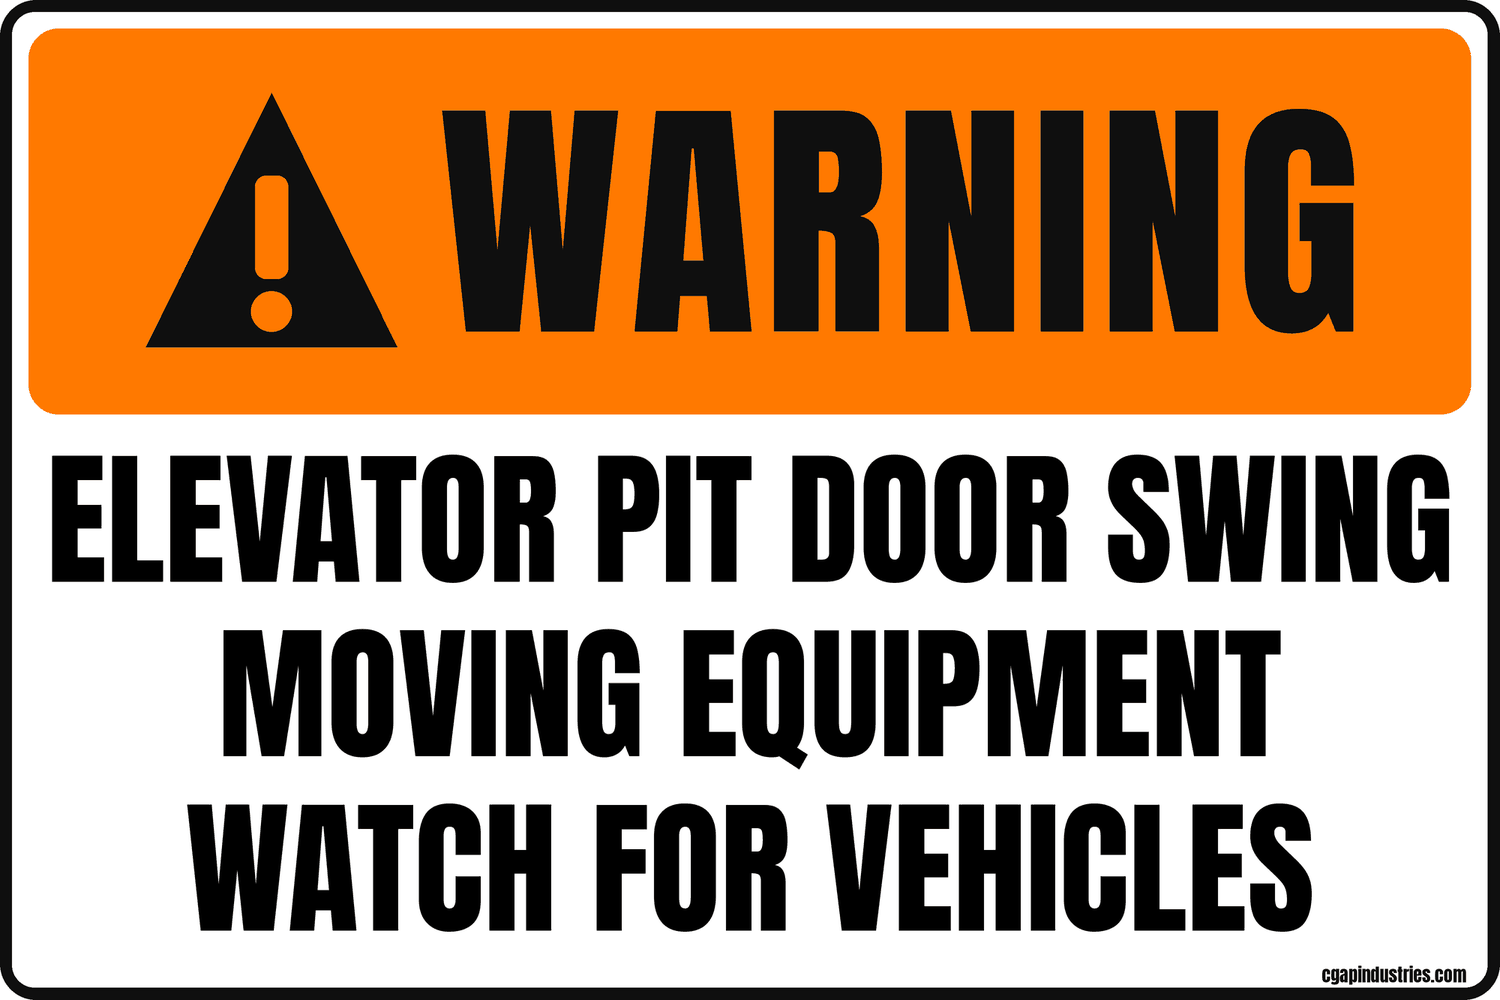 WARNING
ELEVATOR PIT DOOR SWING
MOVING EQUIPMENT
WATCH FOR VEHICLES
cgapindustries.com